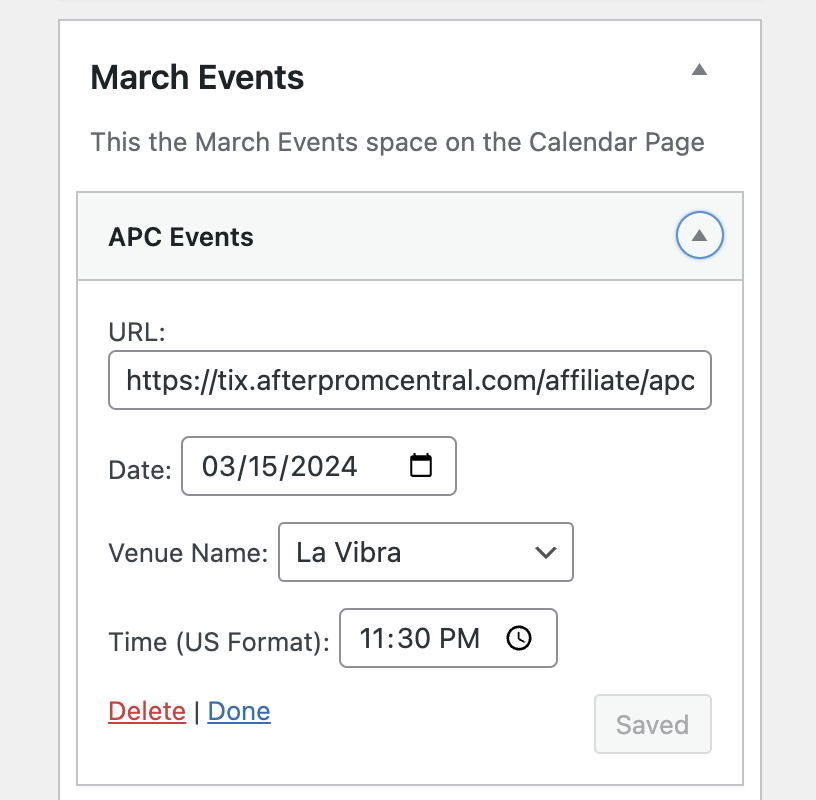 March Events
This the March Events space on the Calendar Page
APC Events
URL:
https://tix.afterpromcentral.com/affiliate/apc
Date: 03/15/2024
Venue Name: La Vibra
Time (US Format): 11:30 PM
Delete | Done Saved